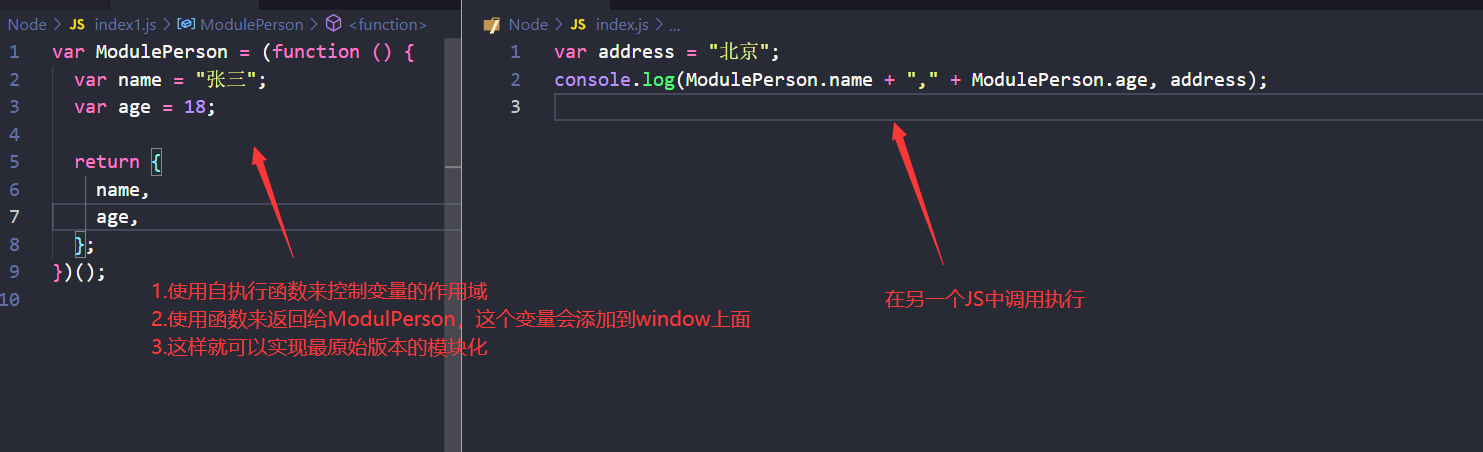 Node > JS index1.js > ModulePerson > <function>
1 var ModulePerson = (function () {
2 var name = "张三";
3 var age = 18;
4
5 return {
6 name,
7 age,
8 };
9 })();
10
1.使用自执行函数来控制变量的作用域
2.使用函数来返回给ModulPerson，这个变量会添加到window上面
3.这样就可以实现最原始版本的模块化
Node > JS index.js > ...
1 var address = "北京";
2 console.log(ModulePerson.name + "," + ModulePerson.age, address);
3
在另一个JS中调用执行